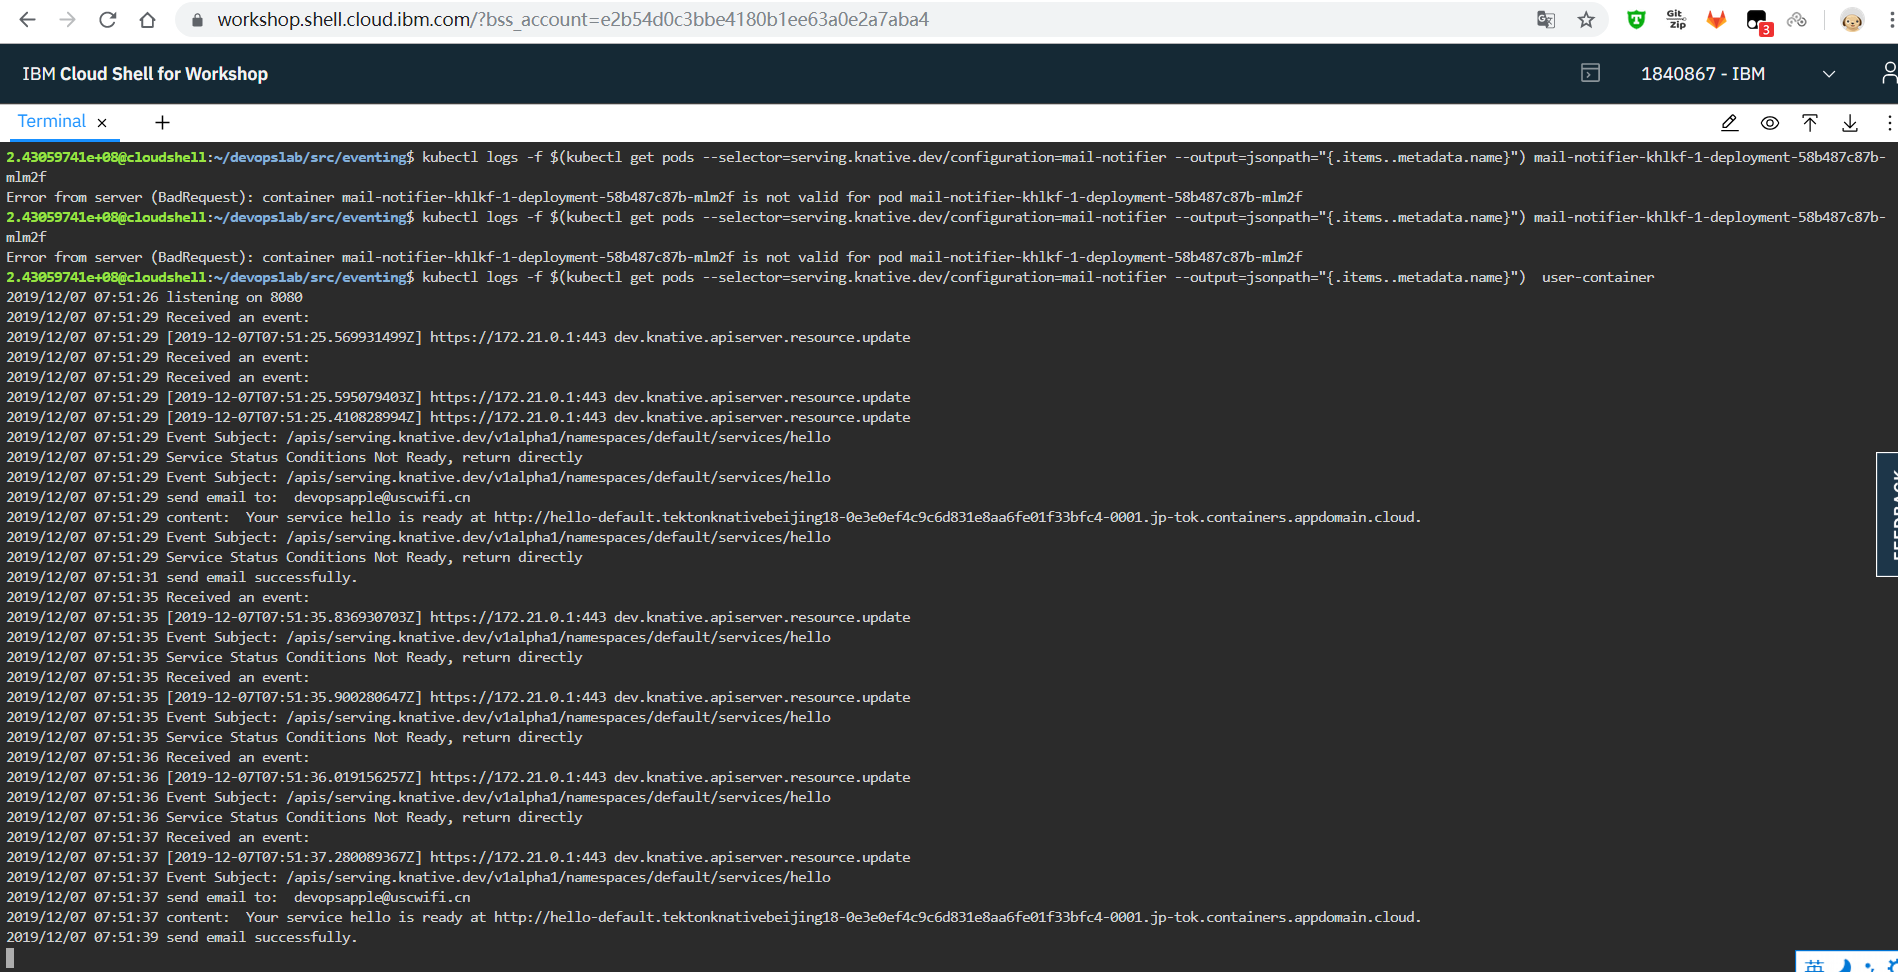 workshop.shell.cloud.ibm.com/?bss_account=e2b54d0c3bbe4180b1ee63a0e2a7aba4
Git
Zip
3
IBM Cloud Shell for Workshop
1840867 - IBM
Terminal
2.43059741e+08@cloudshell:~/devopslab/src/eventing$ kubectl logs -f $(kubectl get pods --selector=serving.knative.dev/configuration=mail-notifier --output=jsonpath="{.items..metadata.name}") mail-notifier-khlkf-1-deployment-58b487c87b-
mlm2f
Error from server (BadRequest): container mail-notifier-khlkf-1-deployment-58b487c87b-mlm2f is not valid for pod mail-notifier-khlkf-1-deployment-58b487c87b-mlm2f
2.43059741e+08@cloudshell:~/devopslab/src/eventing$ kubectl logs -f $(kubectl get pods --selector=serving.knative.dev/configuration=mail-notifier --output=jsonpath="{.items..metadata.name}") mail-notifier-khlkf-1-deployment-58b487c87b-
mlm2f
Error from server (BadRequest): container mail-notifier-khlkf-1-deployment-58b487c87b-mlm2f is not valid for pod mail-notifier-khlkf-1-deployment-58b487c87b-mlm2f
2.43059741e+08@cloudshell:~/devopslab/src/eventing$ kubectl logs -f $(kubectl get pods --selector=serving.knative.dev/configuration=mail-notifier --output=jsonpath="{.items..metadata.name}")  user-container
2019/12/07 07:51:26 listening on 8080
2019/12/07 07:51:29 Received an event:
2019/12/07 07:51:29 [2019-12-07T07:51:25.569931499Z] https://172.21.0.1:443 dev.knative.apiserver.resource.update
2019/12/07 07:51:29 Received an event:
2019/12/07 07:51:29 Received an event:
2019/12/07 07:51:29 [2019-12-07T07:51:25.595079403Z] https://172.21.0.1:443 dev.knative.apiserver.resource.update
2019/12/07 07:51:29 [2019-12-07T07:51:25.410828994Z] https://172.21.0.1:443 dev.knative.apiserver.resource.update
2019/12/07 07:51:29 Event Subject: /apis/serving.knative.dev/v1alpha1/namespaces/default/services/hello
2019/12/07 07:51:29 Service Status Conditions Not Ready, return directly
2019/12/07 07:51:29 Event Subject: /apis/serving.knative.dev/v1alpha1/namespaces/default/services/hello
2019/12/07 07:51:29 send email to:  devopsapple@uscwifi.cn
2019/12/07 07:51:29 content:  Your service hello is ready at http://hello-default.tektonknativebeijing18-0e3e0ef4c9c6d831e8aa6fe01f33bfc4-0001.jp-tok.containers.appdomain.cloud.
2019/12/07 07:51:29 Event Subject: /apis/serving.knative.dev/v1alpha1/namespaces/default/services/hello
2019/12/07 07:51:29 Service Status Conditions Not Ready, return directly
2019/12/07 07:51:31 send email successfully.
2019/12/07 07:51:35 Received an event:
2019/12/07 07:51:35 [2019-12-07T07:51:35.836930703Z] https://172.21.0.1:443 dev.knative.apiserver.resource.update
2019/12/07 07:51:35 Event Subject: /apis/serving.knative.dev/v1alpha1/namespaces/default/services/hello
2019/12/07 07:51:35 Service Status Conditions Not Ready, return directly
2019/12/07 07:51:35 Received an event:
2019/12/07 07:51:35 [2019-12-07T07:51:35.900280647Z] https://172.21.0.1:443 dev.knative.apiserver.resource.update
2019/12/07 07:51:35 Event Subject: /apis/serving.knative.dev/v1alpha1/namespaces/default/services/hello
2019/12/07 07:51:35 Service Status Conditions Not Ready, return directly
2019/12/07 07:51:36 Received an event:
2019/12/07 07:51:36 [2019-12-07T07:51:36.019156257Z] https://172.21.0.1:443 dev.knative.apiserver.resource.update
2019/12/07 07:51:36 Event Subject: /apis/serving.knative.dev/v1alpha1/namespaces/default/services/hello
2019/12/07 07:51:36 Service Status Conditions Not Ready, return directly
2019/12/07 07:51:37 Received an event:
2019/12/07 07:51:37 [2019-12-07T07:51:37.280089367Z] https://172.21.0.1:443 dev.knative.apiserver.resource.update
2019/12/07 07:51:37 Event Subject: /apis/serving.knative.dev/v1alpha1/namespaces/default/services/hello
2019/12/07 07:51:37 send email to:  devopsapple@uscwifi.cn
2019/12/07 07:51:37 content:  Your service hello is ready at http://hello-default.tektonknativebeijing18-0e3e0ef4c9c6d831e8aa6fe01f33bfc4-0001.jp-tok.containers.appdomain.cloud.
2019/12/07 07:51:39 send email successfully.
FEEDBACK
英